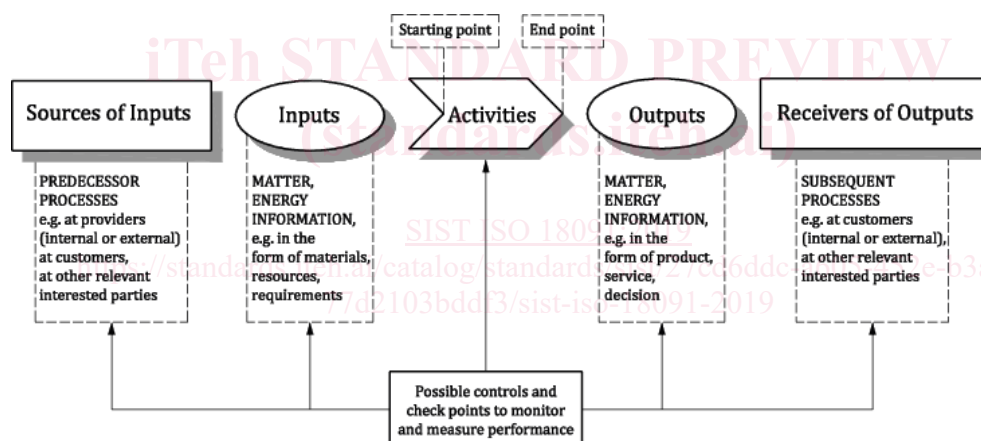 Starting point
End point
iTeh STANDARD PREVIEW
Sources of Inputs
Inputs
Activities
Outputs
Receivers of Outputs
(standards.iteh.ai)
PREDECESSOR
PROCESSES
e.g. at providers
(internal or external)
at customers,
at other relevant
interested parties
MATTER,
ENERGY
INFORMATION,
e.g. in the
form of materials,
resources,
requirements
MATTER,
ENERGY
INFORMATION,
e.g. in the
form of product,
service,
decision
SUBSEQUENT
PROCESSES
e.g. at customers
(internal or external),
at other relevant
interested parties
SIST ISO 18091:2019
77d2103bddf3/sist-iso-18091-2019
Possible controls and
check points to monitor
and measure performance